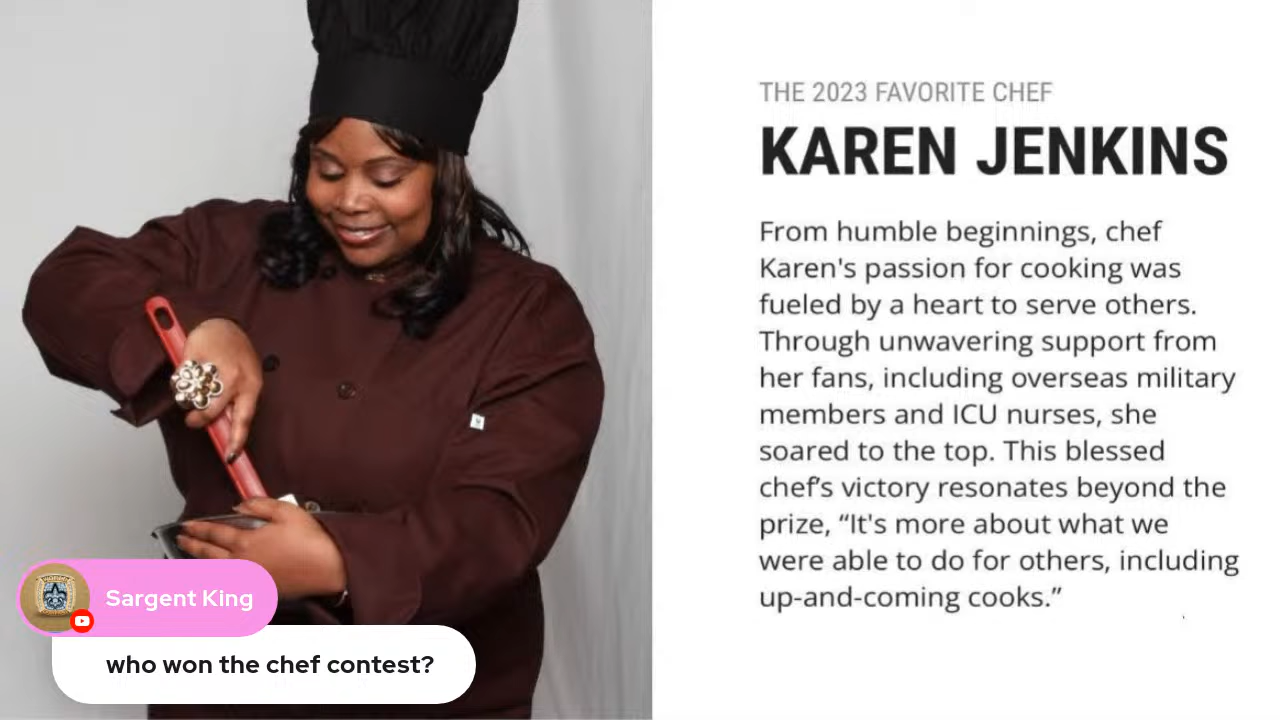 THE 2023 FAVORITE CHEF
KAREN JENKINS
From humble beginnings, chef
Karen's passion for cooking was
fueled by a heart to serve others.
Through unwavering support from
her fans, including overseas military
members and ICU nurses, she
soared to the top. This blessed
chef's victory resonates beyond the
prize, “It's more about what we
were able to do for others, including
up-and-coming cooks.”
Sargent King
who won the chef contest?